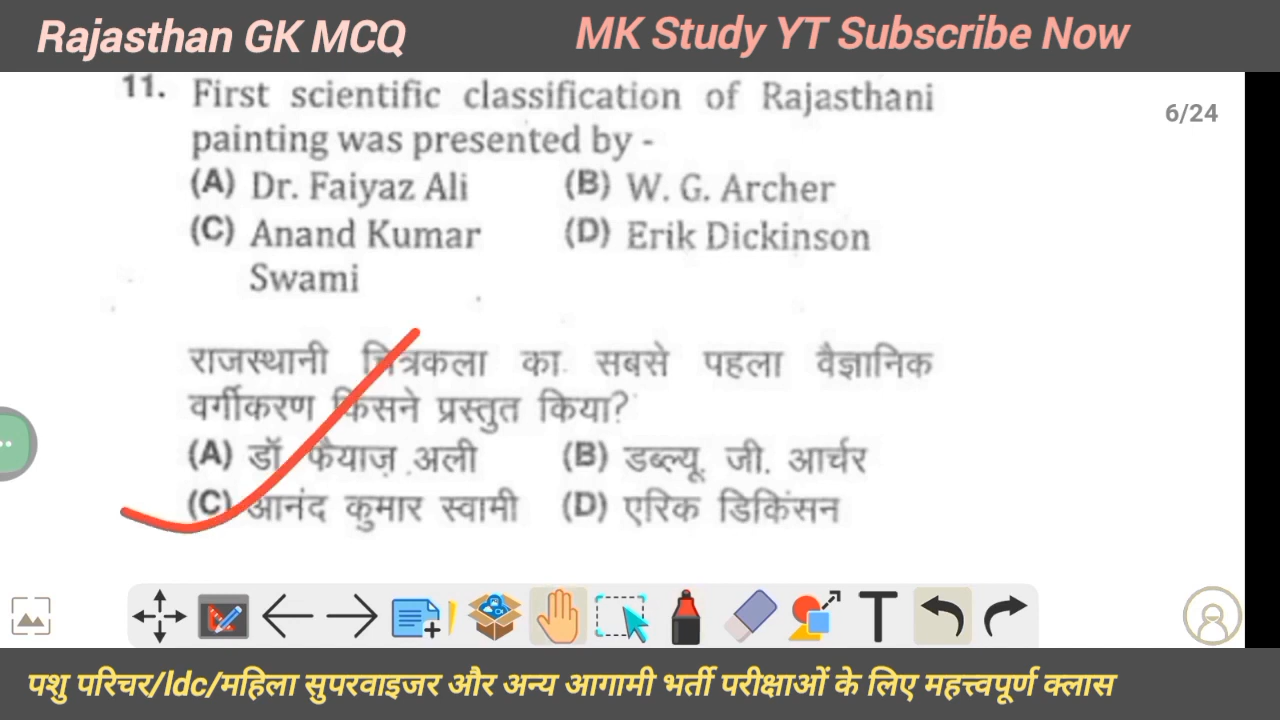 Rajasthan GK MCQ
MK Study YT Subscribe Now
11. First scientific classification of Rajasthani
painting was presented by -
(A) Dr. Faiyaz Ali (B) W. G. Archer
(C) Anand Kumar Swami (D) Erik Dickinson
6/24
राजस्थानी चित्रकला का सबसे पहला वैज्ञानिक
वर्गीकरण किसने प्रस्तुत किया?
(A) डॉ. फैयाज़ अली (B) डब्ल्यू. जी. आर्चर
(C) आनंद कुमार स्वामी (D) एरिक डिकिंसन
T
पशु परिचर/ldc/महिला सुपरवाइजर और अन्य आगामी भर्ती परीक्षाओं के लिए महत्त्वपूर्ण क्लास